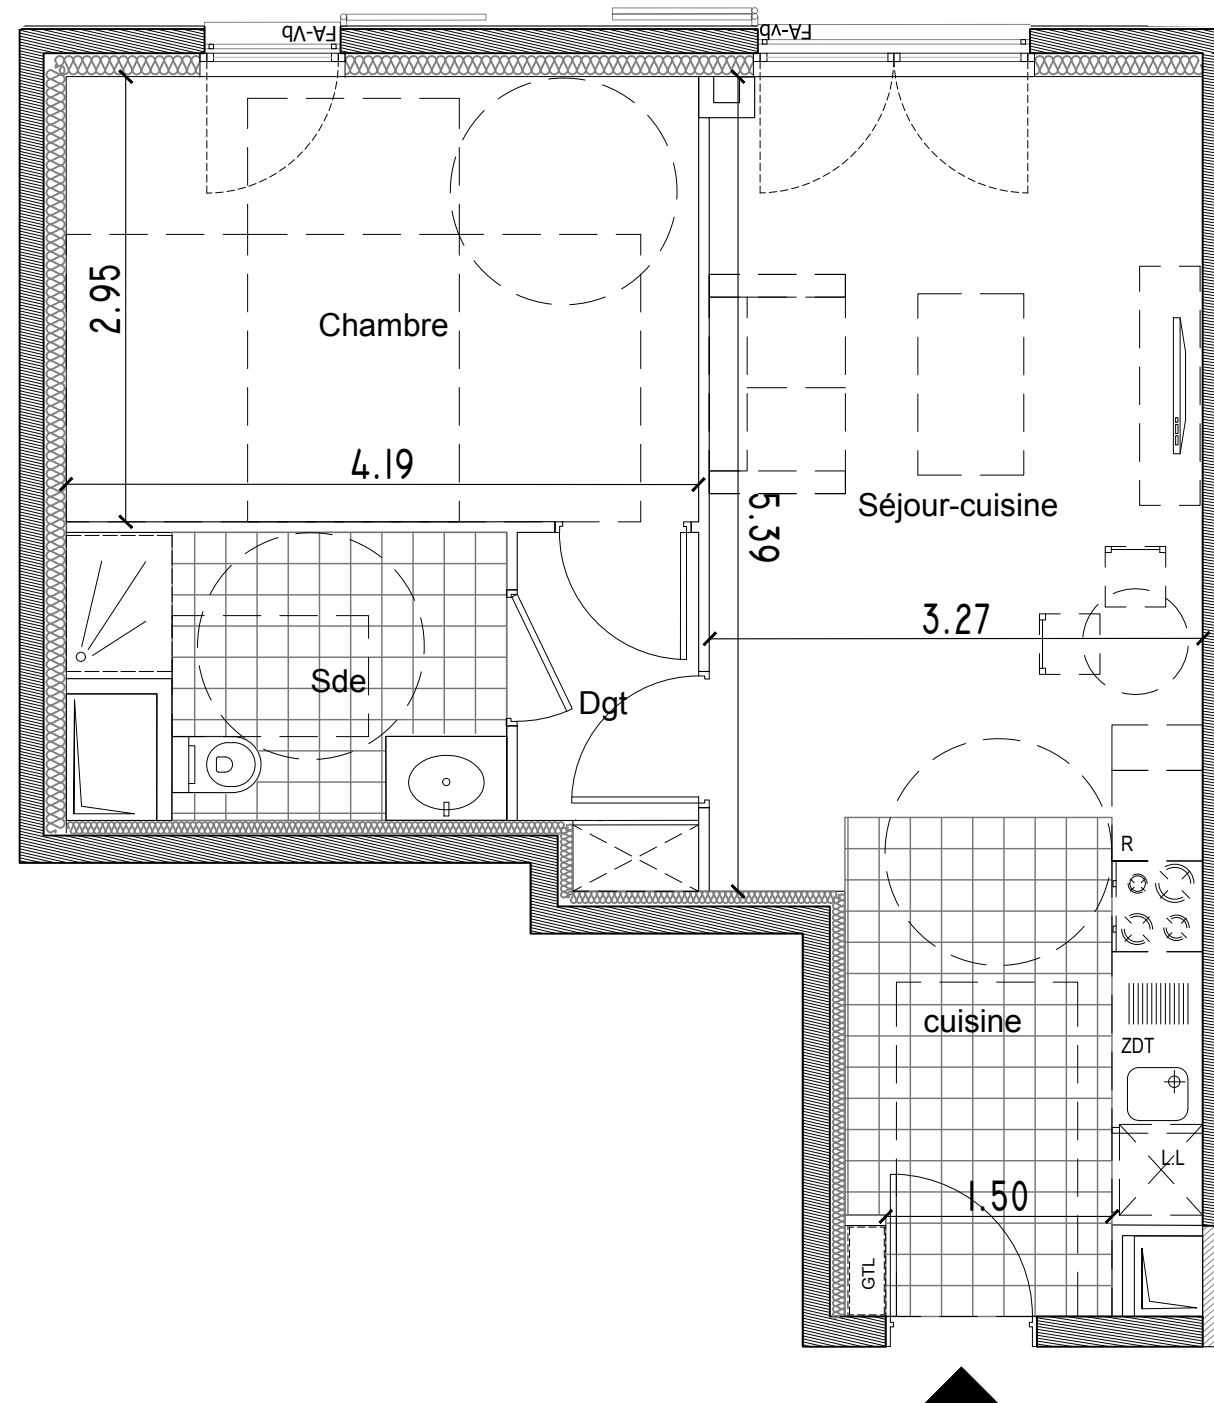 FA-Vb
FA-Vb
2.95
Chambre
4.19
5.39
Séjour-cuisine
3.27
Sde
Dgt
R
cuisine
ZDT
L.L
1.50
GTL